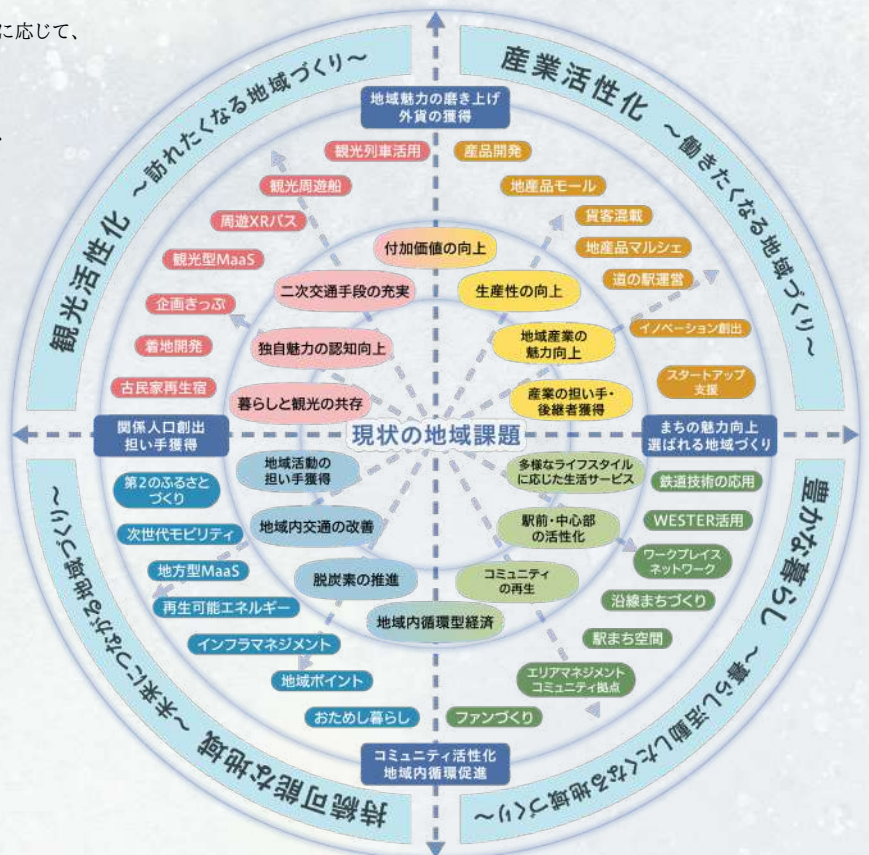 に応じて、
、
観光活性化 ～訪れたくなる地域づくり～
産業活性化 ～働きたくなる地域づくり～
地域魅力の磨き上げ
外貨の獲得
観光列車活用
観光周遊船
周遊XRバス
観光型MaaS
企画きっぷ
着地開発
古民家再生宿
産品開発
地産品モール
貨客混載
地産品マルシェ
道の駅運営
イノベーション創出
スタートアップ
支援
付加価値の向上
二次交通手段の充実
独自魅力の認知向上
暮らしと観光の共存
生産性の向上
地域産業の
魅力向上
産業の担い手・
後継者獲得
関係人口創出
担い手獲得
現状の地域課題
まちの魅力向上
選ばれる地域づくり
地域活動の
担い手獲得
地域内交通の改善
脱炭素の推進
地域内循環型経済
多様なライフスタイル
に応じた生活サービス
駅前・中心部
の活性化
コミュニティ
の再生
第2のふるさと
づくり
次世代モビリティ
地方型MaaS
再生可能エネルギー
インフラマネジメント
地域ポイント
おためし暮らし
鉄道技術の応用
WESTER活用
ワークプレイス
ネットワーク
沿線まちづくり
駅まち空間
エリアマネジメント
コミュニティ拠点
ファンづくり
コミュニティ活性化
地域内循環促進
持続可能な地域 ～未来につながる地域づくり～
豊かな暮らし ～暮らし活動したくなる地域づくり～